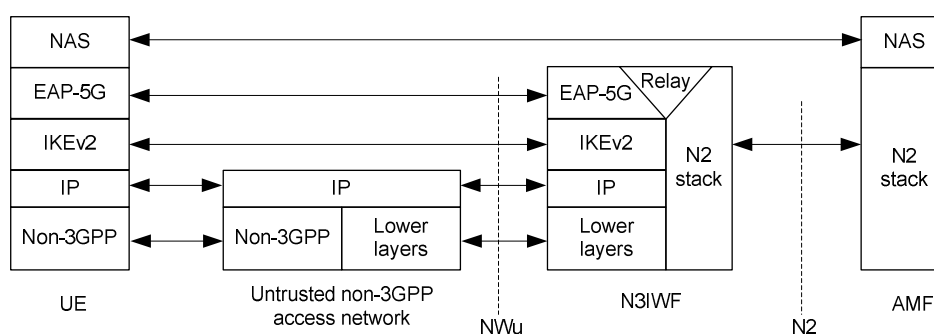 NAS
NAS
EAP-5G
EAP-5G
Relay
IKEv2
IKEv2
N2
stack
N2
stack
IP
IP
IP
Non-3GPP
Non-3GPP
Lower
layers
Lower
layers
UE
Untrusted non-3GPP
access network
NWu
N3IWF
N2
AMF